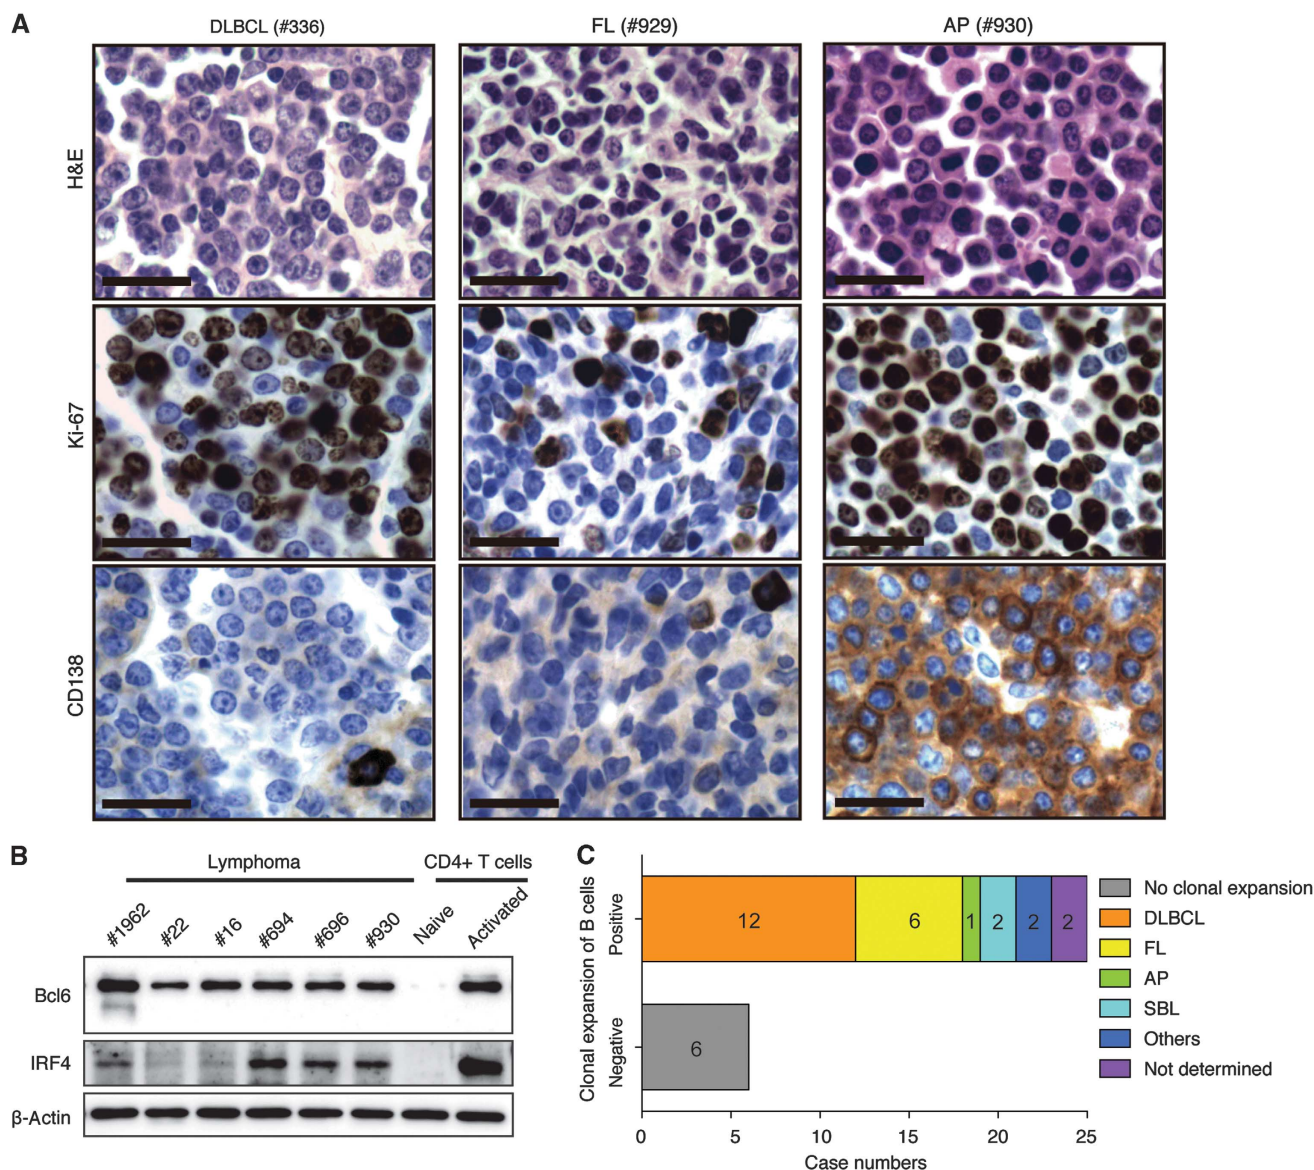 A
DLBCL (#336)
FL (#929)
AP (#930)
H&E
Ki-67
CD138
B
Lymphoma
CD4+ T cells
#1962
#22
#16
#694
#696
#930
Naive
Activated
Bcl6
IRF4
β-Actin
C
Clonal expansion of B cells
Positive
Negative
12
6
1
2
2
2
6
0
5
10
15
20
25
Case numbers
No clonal expansion
DLBCL
FL
AP
SBL
Others
Not determined